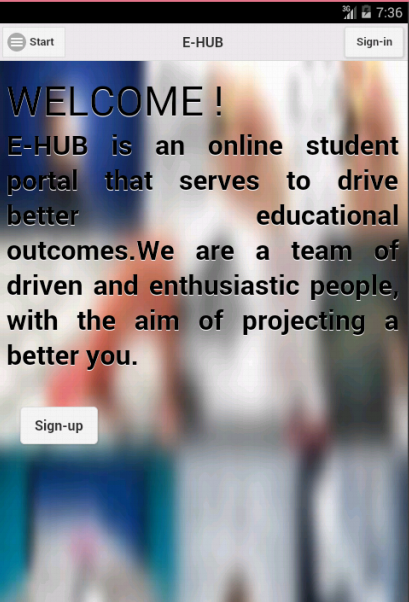 3G 7:36
Start E-HUB Sign-in
WELCOME !
E-HUB is an online student
portal that serves to drive
better educational
outcomes.We are a team of
driven and enthusiastic people,
with the aim of projecting a
better you.
Sign-up